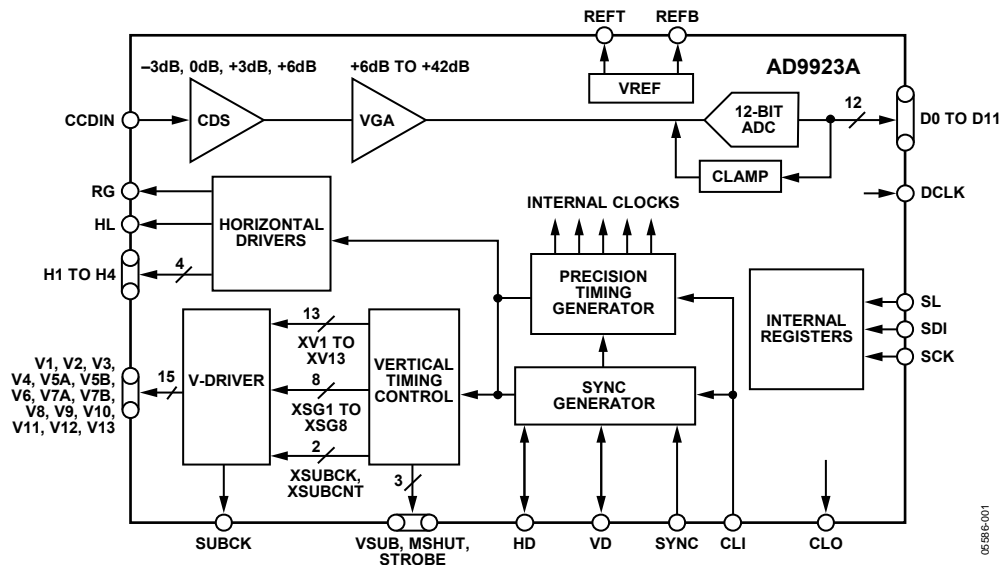 REFT REFB
–3dB, 0dB, +3dB, +6dB
+6dB TO +42dB
AD9923A
VREF
CCDIN
CDS
VGA
12-BIT
ADC
12
D0 TO D11
CLAMP
RG
HL
H1 TO H4
4
HORIZONTAL
DRIVERS
INTERNAL CLOCKS
DCLK
PRECISION
TIMING
GENERATOR
INTERNAL
REGISTERS
SL
SDI
SCK
V1, V2, V3,
V4, V5A, V5B,
V6, V7A, V7B,
V8, V9, V10,
V11, V12, V13
15
V-DRIVER
13
XV1 TO
XV13
8
XSG1 TO
XSG8
2
XSUBCK,
XSUBCNT
VERTICAL
TIMING
CONTROL
3
SYNC
GENERATOR
SUBCK
VSUB, MSHUT,
STROBE
HD
VD
SYNC
CLI
CLO
05586-001